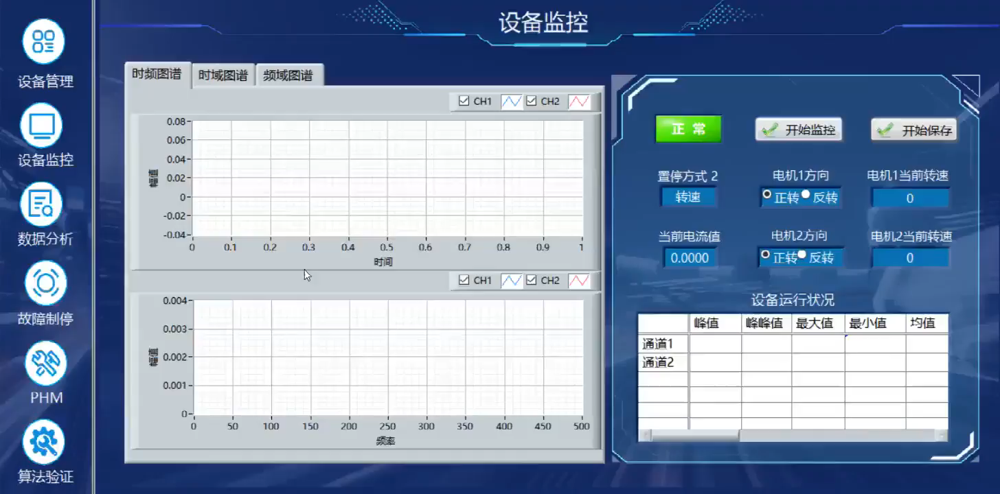 设备监控
设备管理
设备监控
数据分析
故障制停
PHM
算法验证
时频图谱 时域图谱 频域图谱
CH1 CH2
0.08
0.06
0.04
0.02
0
-0.02
-0.04
幅值
0 0.1 0.2 0.3 0.4 0.5 0.6 0.7 0.8 0.9 1
时间
CH1 CH2
0.004
0.003
0.002
0.001
0
幅值
0 50 100 150 200 250 300 350 400 450 500
频率
正 常 开始监控 开始保存
置停方式 2 电机1方向 电机1当前转速
转速 正转 反转 0
当前电流值 电机2方向 电机2当前转速
0.0000 正转 反转 0
设备运行状况
峰值 峰峰值 最大值 最小值 均值
通道1
通道2